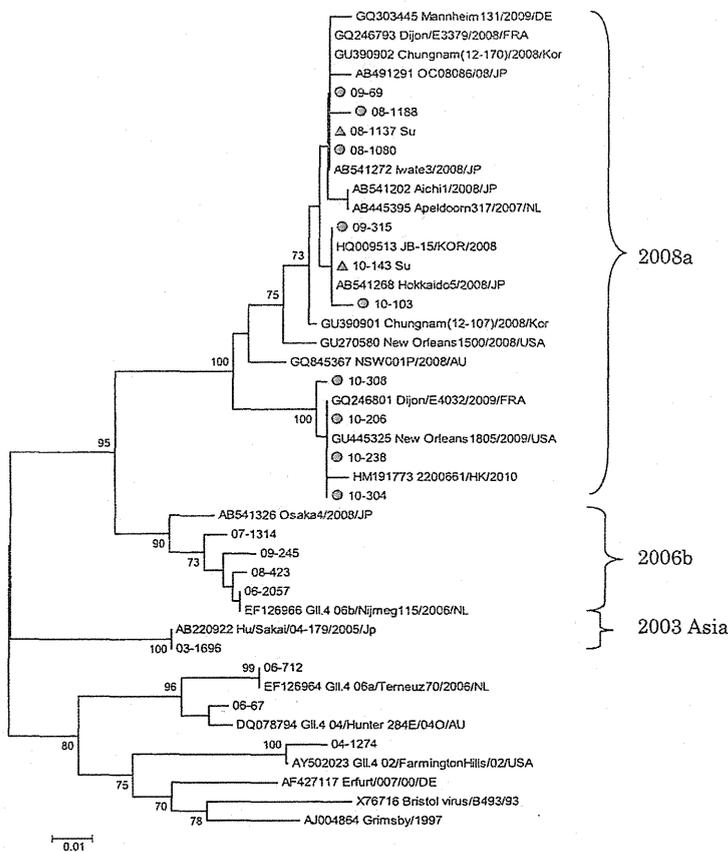 GQ303445 Mannheim131/2009/DE
GQ246793 Dijon/E3379/2008/FRA
GU390902 Chungnam(12-170)/2008/Kor
AB491291 OC08086/08/JP
09-69
08-1188
08-1137 Su
08-1080
AB541272 Iwate3/2008/JP
AB541202 Aichi1/2008/JP
AB445395 Apeldoorn317/2007/NL
09-315
HQ009513 JB-15/KOR/2008
10-143 Su
AB541268 Hokkaido5/2008/JP
10-103
GU390901 Chungnam(12-107)/2008/Kor
GU270580 New Orleans1500/2008/USA
GQ845367 NSW001P/2008/AU
10-308
GQ246801 Dijon/E4032/2009/FRA
10-206
GU445325 New Orleans1805/2009/USA
10-238
HM191773 2200661/HK/2010
10-304
2008a
73
75
100
100
95
AB541326 Osaka4/2008/JP
07-1314
09-245
08-423
06-2057
EF126966 GII.4 06b/Nijmeg115/2006/NL
2006b
90
73
AB220922 Hu/Sakai/04-179/2005/Jp
03-1696
2003 Asia
100
06-712
EF126964 GII.4 06a/Terneuz70/2006/NL
06-67
DQ078794 GII.4 04/Hunter 284E/04O/AU
04-1274
AY502023 GII.4 02/FarmingtonHills/02/USA
AF427117 Erfurt/007/00/DE
X76716 Bristol virus/B493/93
AJ004864 Grimsby/1997
99
96
80
100
75
70
78
0.01